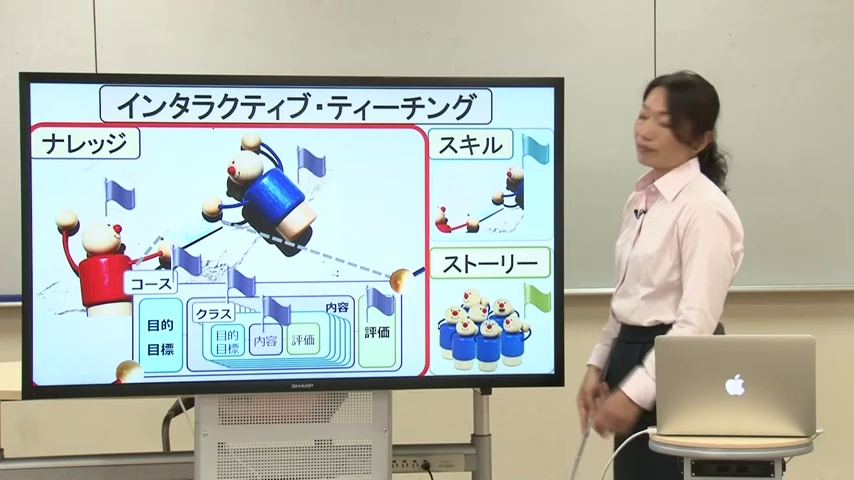 インタラクティブ・ティーチング
ナレッジ
スキル
ストーリー
コース
目的
目標
クラス
内容
目的
目標
内容
評価
評価
SHARP